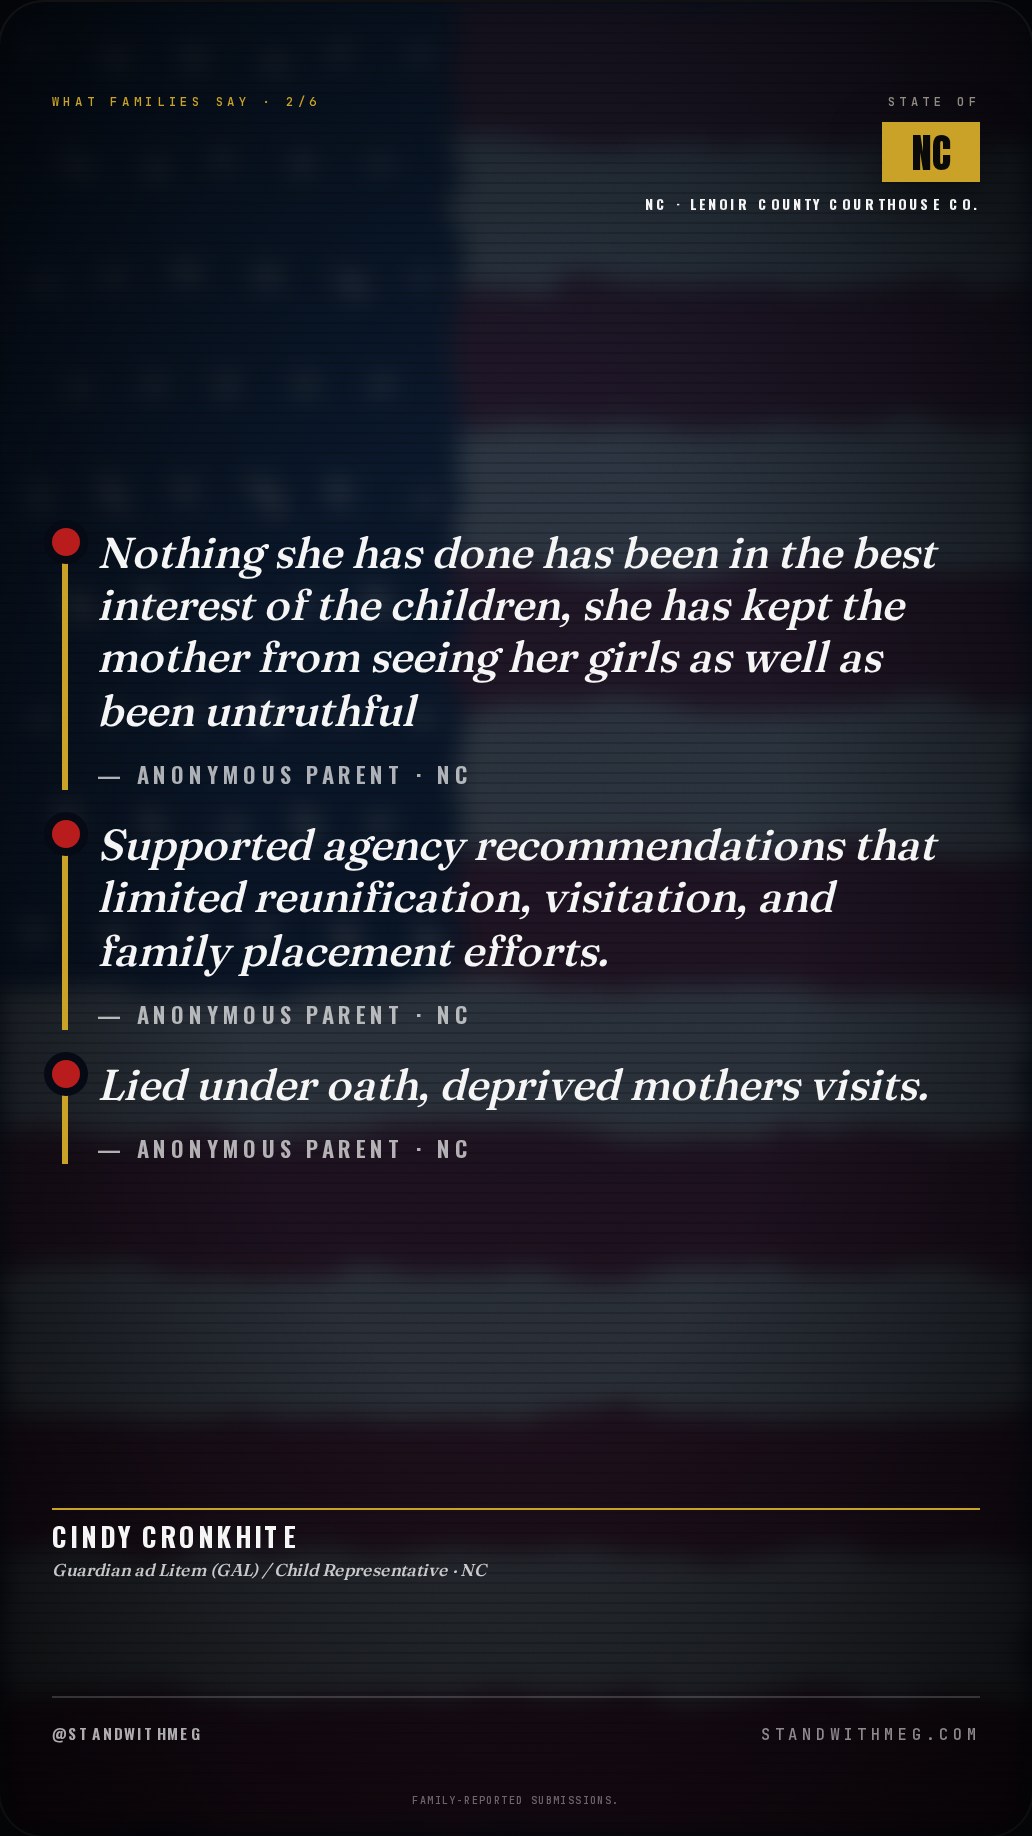 WHAT FAMILIES SAY · 2/6
STATE OF
NC
NC · LENOIR COUNTY COURTHOUSE CO.
Nothing she has done has been in the best
interest of the children, she has kept the
mother from seeing her girls as well as
been untruthful
— ANONYMOUS PARENT · NC
Supported agency recommendations that
limited reunification, visitation, and
family placement efforts.
— ANONYMOUS PARENT · NC
Lied under oath, deprived mothers visits.
— ANONYMOUS PARENT · NC
CINDY CRONKHITE
Guardian ad Litem (GAL) / Child Representative · NC
@STANDWITHMEG
STANDWITHMEG.COM
FAMILY-REPORTED SUBMISSIONS.